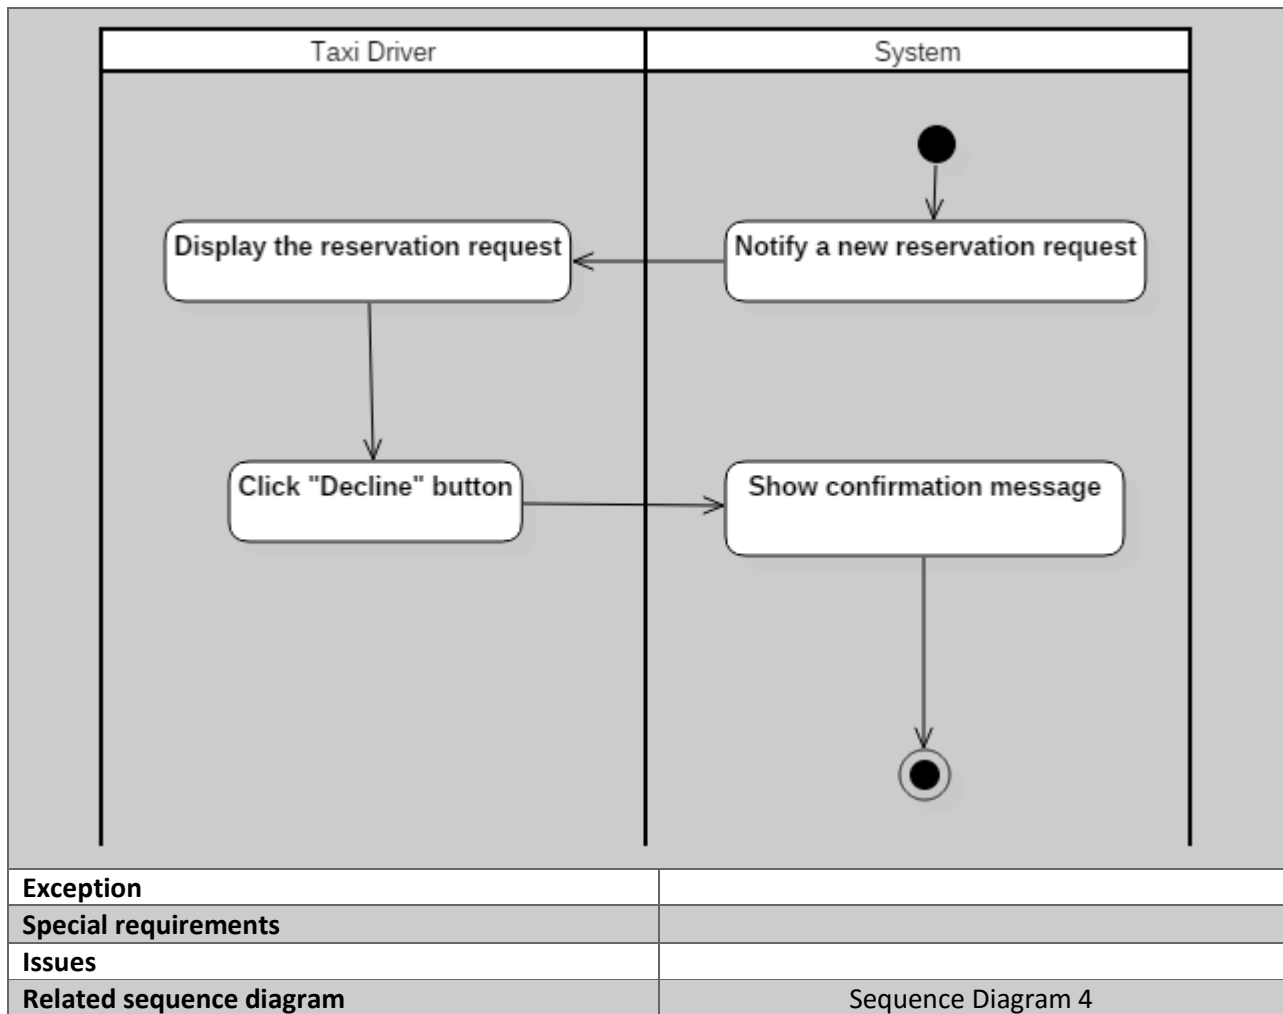 Taxi Driver
System
Display the reservation request
Notify a new reservation request
Click "Decline" button
Show confirmation message
Exception
Special requirements
Issues
Related sequence diagram
Sequence Diagram 4